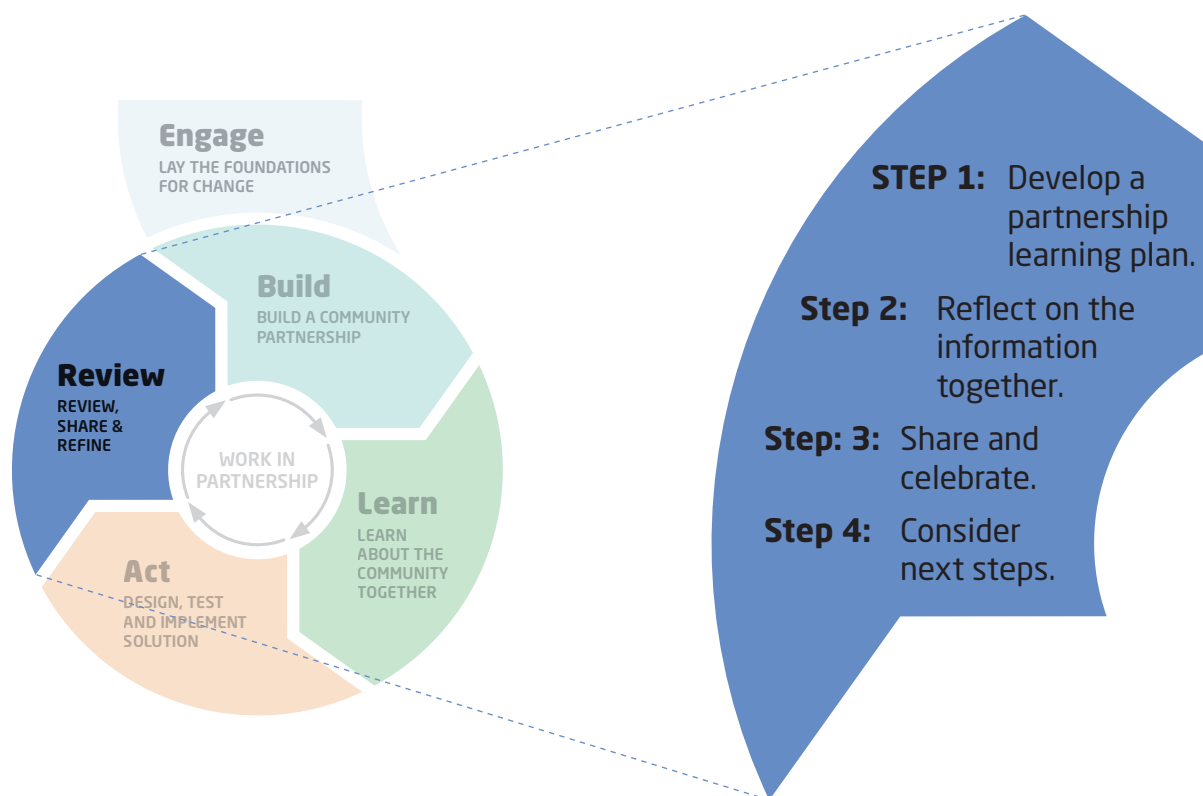 Engage
LAY THE FOUNDATIONS
FOR CHANGE
Build
BUILD A COMMUNITY
PARTNERSHIP
Review
REVIEW,
SHARE &
REFINE
WORK IN
PARTNERSHIP
Learn
LEARN
ABOUT THE
COMMUNITY
TOGETHER
Act
DESIGN, TEST
AND IMPLEMENT
SOLUTION
STEP 1: Develop a
partnership
learning plan.
Step 2: Reflect on the
information
together.
Step: 3: Share and
celebrate.
Step 4: Consider
next steps.